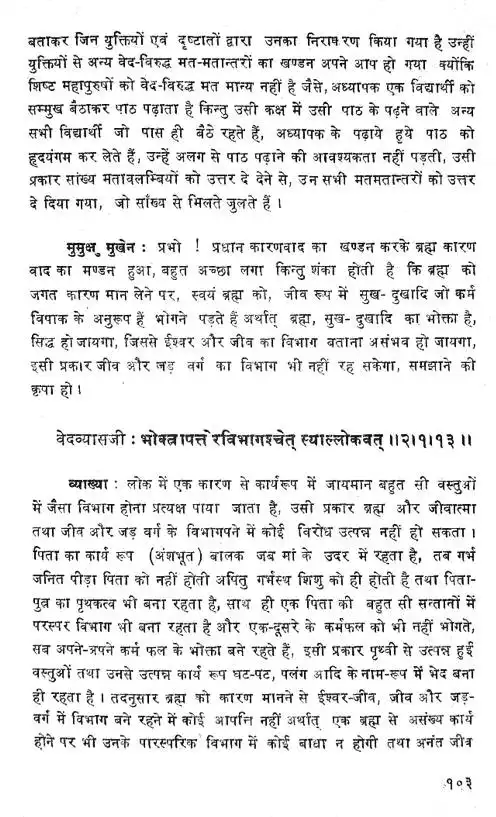 बताकर जिन युक्तियों एवं दृष्टातों द्वारा उनका निराकरण किया गया है उन्हीं
युक्तियों से अन्य वेद-विरुद्ध मत-मतान्तरों का खण्डन अपने आप हो गया क्योंकि
शिष्ट महापुरुषों को वेद-विरुद्ध मत मान्य नहीं है जैसे, अध्यापक एक विद्यार्थी को
सम्मुख बैठाकर पाठ पढ़ाता है किन्तु उसी कक्ष में उसी पाठ के पढ़ने वाले अन्य
सभी विद्यार्थी जो पास ही बैठे रहते हैं, अध्यापक के पढ़ाये हुये पाठ को
हृदयंगम कर लेते हैं, उन्हें अलग से पाठ पढ़ाने की आवश्यकता नहीं पड़ती, उसी
प्रकार सांख्य मतावलम्बियों को उत्तर दे देने से, उन सभी मतमतान्तरों को उत्तर
दे दिया गया, जो साँख्य से मिलते जुलते हैं ।
मुमुक्षु मुखेन : प्रभो ! प्रधान कारणवाद का खण्डन करके ब्रह्म कारण
वाद का मण्डन हुआ, बहुत अच्छा लगा किन्तु शंका होती है कि ब्रह्म को
जगत कारण मान लेने पर, स्वयं ब्रह्म को, जीव रूप में सुख-दुखादि जो कर्म
विपाक के अनुरूप हैं भोगने पड़ते हैं अर्थात् ब्रह्म, सुख-दुखादि का भोक्ता है,
सिद्ध हो जायगा, जिससे ईश्वर और जीव का विभाग बताना असंभव हो जायगा,
इसी प्रकार जीव और जड़ वर्ग का विभाग भी नहीं रह सकेगा, समझाने की
कृपा हो ।
वेदव्यासजी : भोक्त्रापत्तेरविभागश्चेत् स्याल्लोकवत् ॥२।१।१३॥
व्याख्या : लोक में एक कारण से कार्यरूप में जायमान बहुत सी वस्तुओं
में जैसा विभाग होना प्रत्यक्ष पाया जाता है, उसी प्रकार ब्रह्म और जीवात्मा
तथा जीव और जड़ वर्ग के विभागपने में कोई विरोध उत्पन्न नहीं हो सकता ।
पिता का कार्य रूप (अंशभूत) बालक जब मां के उदर में रहता है, तब गर्भ
जनित पीड़ा पिता को नहीं होती अपितु गर्भस्थ शिशु को ही होती है तथा पिता-
पुत्र का पृथकत्व भी बना रहता है, साथ ही एक पिता की बहुत सी सन्तानों में
परस्पर विभाग भी बना रहता है और एक-दूसरे के कर्मफल को भी नहीं भोगते,
सब अपने-अपने कर्म फल के भोक्ता बने रहते हैं, इसी प्रकार पृथ्वी से उत्पन्न हुई
वस्तुओं तथा उनसे उत्पन्न कार्य रूप घट-पट, पलंग आदि के नाम-रूप में भेद बना
ही रहता है । तदनुसार ब्रह्म को कारण मानने से ईश्वर-जीव, जीव और जड़-
वर्ग में विभाग बने रहने में कोई आपत्ति नहीं अर्थात् एक ब्रह्म से असंख्य कार्य
होने पर भी उनके पारस्परिक विभाग में कोई बाधा न होगी तथा अनंत जीव
१०३